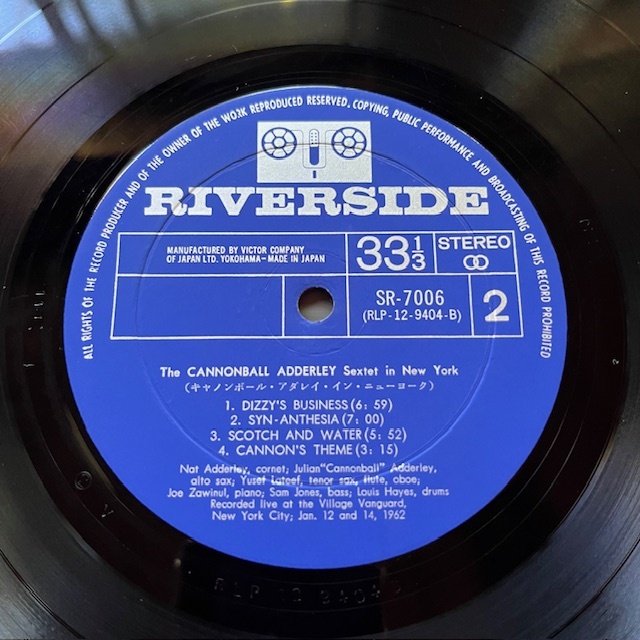 ALL RIGHTS OF THE RECORD PRODUCER AND OF THE OWNER OF THE WORK REPRODUCED RESERVED, COPYING, PUBLIC PERFORMANCE AND BROADCASTING OF THIS RECORD PROHIBITED
RIVERSIDE
MANUFACTURED BY VICTOR COMPANY
OF JAPAN LTD. YOKOHAMA—MADE IN JAPAN
33 1/3
STEREO
SR-7006
(RLP-12-9404-B)
2
The CANNONBALL ADDERLEY Sextet in New York
(キャノンボール・アダレイ・イン・ニューヨーク)
1. DIZZY'S BUSINESS (6:59)
2. SYN-ANTHESIA (7:00)
3. SCOTCH AND WATER (5:52)
4. CANNON'S THEME (3:15)
Nat Adderley, cornet; Julian "Cannonball" Adderley,
alto sax; Yusef Lateef, tenor sax, flute, oboe;
Joe Zawinul, piano; Sam Jones, bass; Louis Hayes, drums
Recorded live at the Village Vanguard,
New York City; Jan. 12 and 14, 1962
RLP 12 9404